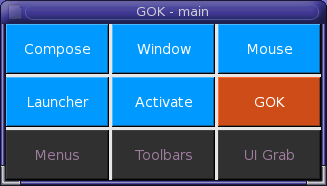 GOK - main
Compose Window Mouse
Launcher Activate GOK
Menus Toolbars UI Grab